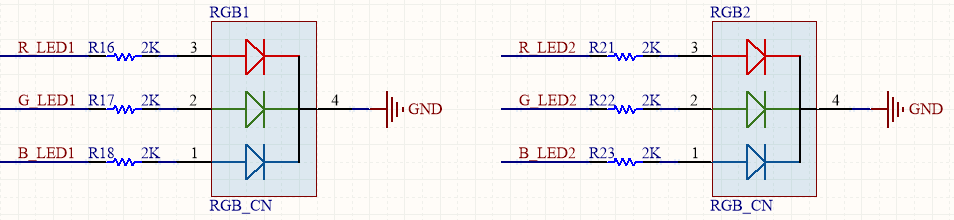 RGB1
R_LED1 R16 2K 3
G_LED1 R17 2K 2 4 GND
B_LED1 R18 2K 1
RGB_CN
RGB2
R_LED2 R21 2K 3
G_LED2 R22 2K 2 4 GND
B_LED2 R23 2K 1
RGB_CN